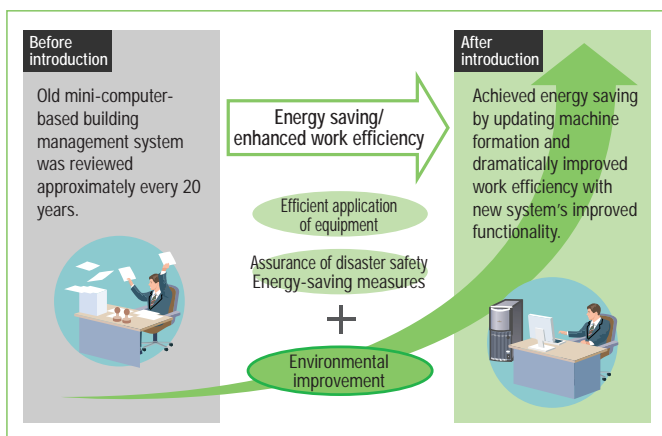 Before
introduction
Old mini-computer-
based building
management system
was reviewed
approximately every 20
years.
Energy saving/
enhanced work efficiency
Efficient application
of equipment
Assurance of disaster safety
Energy-saving measures
+
Environmental
improvement
After
introduction
Achieved energy saving
by updating machine
formation and
dramatically improved
work efficiency with
new system's improved
functionality.